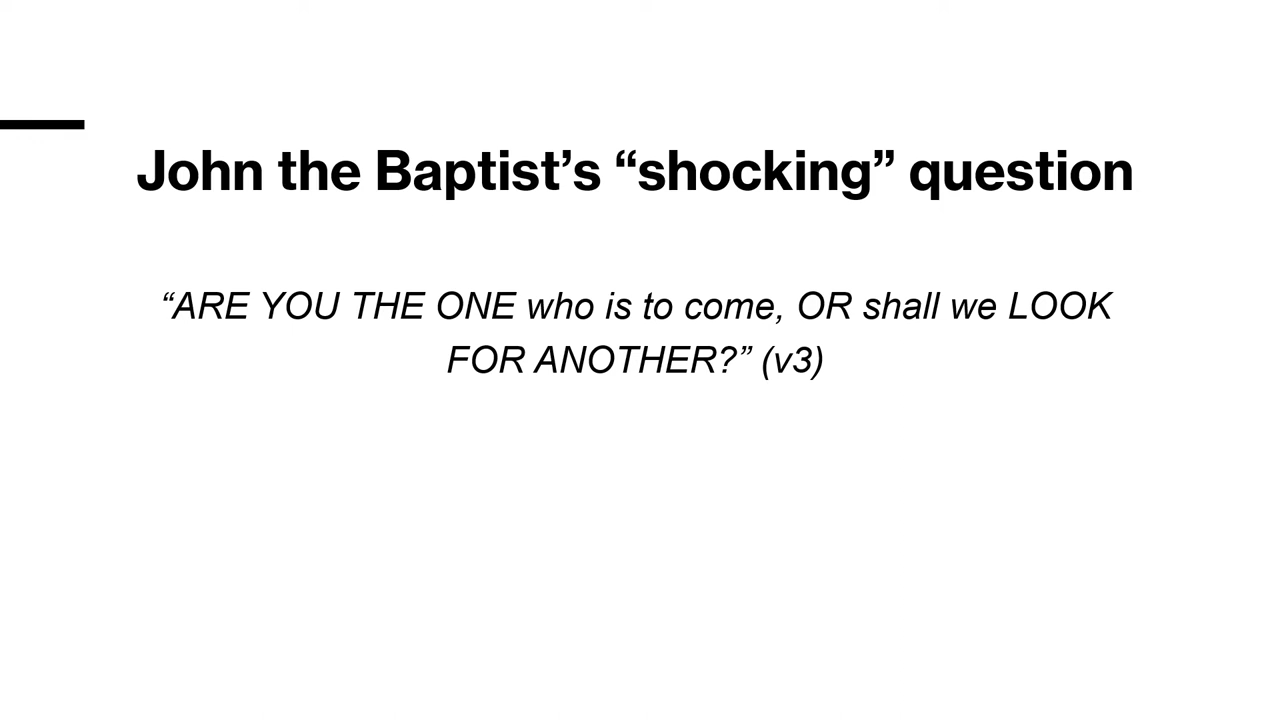 John the Baptist’s “shocking” question
“ARE YOU THE ONE who is to come, OR shall we LOOK
FOR ANOTHER?” (v3)